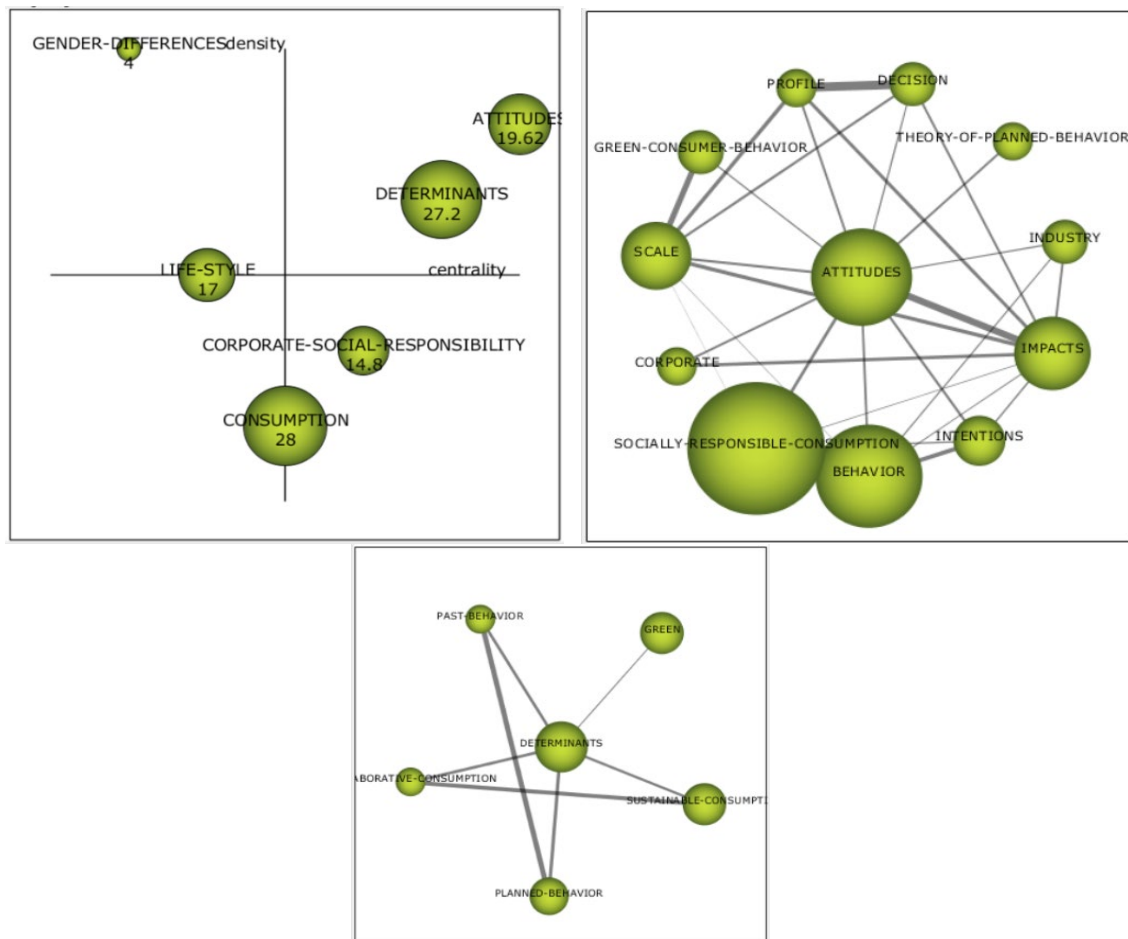 GENDER-DIFFERENCES
4
density
ATTITUDES
19.62
DETERMINANTS
27.2
LIFE-STYLE
17
centrality
CORPORATE-SOCIAL-RESPONSIBILITY
14.8
CONSUMPTION
28
PROFILE
DECISION
THEORY-OF-PLANNED-BEHAVIOR
GREEN-CONSUMER-BEHAVIOR
SCALE
INDUSTRY
ATTITUDES
IMPACTS
CORPORATE
SOCIALLY-RESPONSIBLE-CONSUMPTION
INTENTIONS
BEHAVIOR
PAST-BEHAVIOR
GREEN
DETERMINANTS
ABORATIVE-CONSUMPTION
SUSTAINABLE-CONSUMPTI
PLANNED-BEHAVIOR